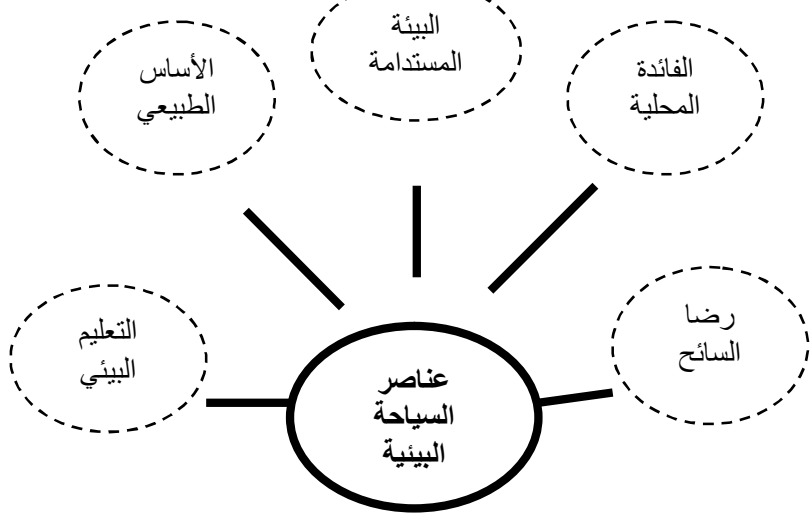 البيئة
المستدامة
الفائدة
المحلية
الأساس
الطبيعي
رضا
السائح
التعليم
البيئي
عناصر
السياحة
البيئية